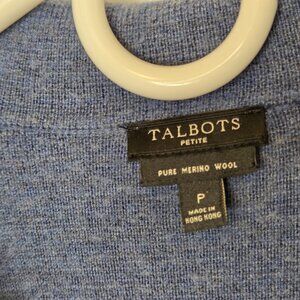 TALBOTS
PETITE
PURE MERINO WOOL
P
MADE IN
HONG KONG